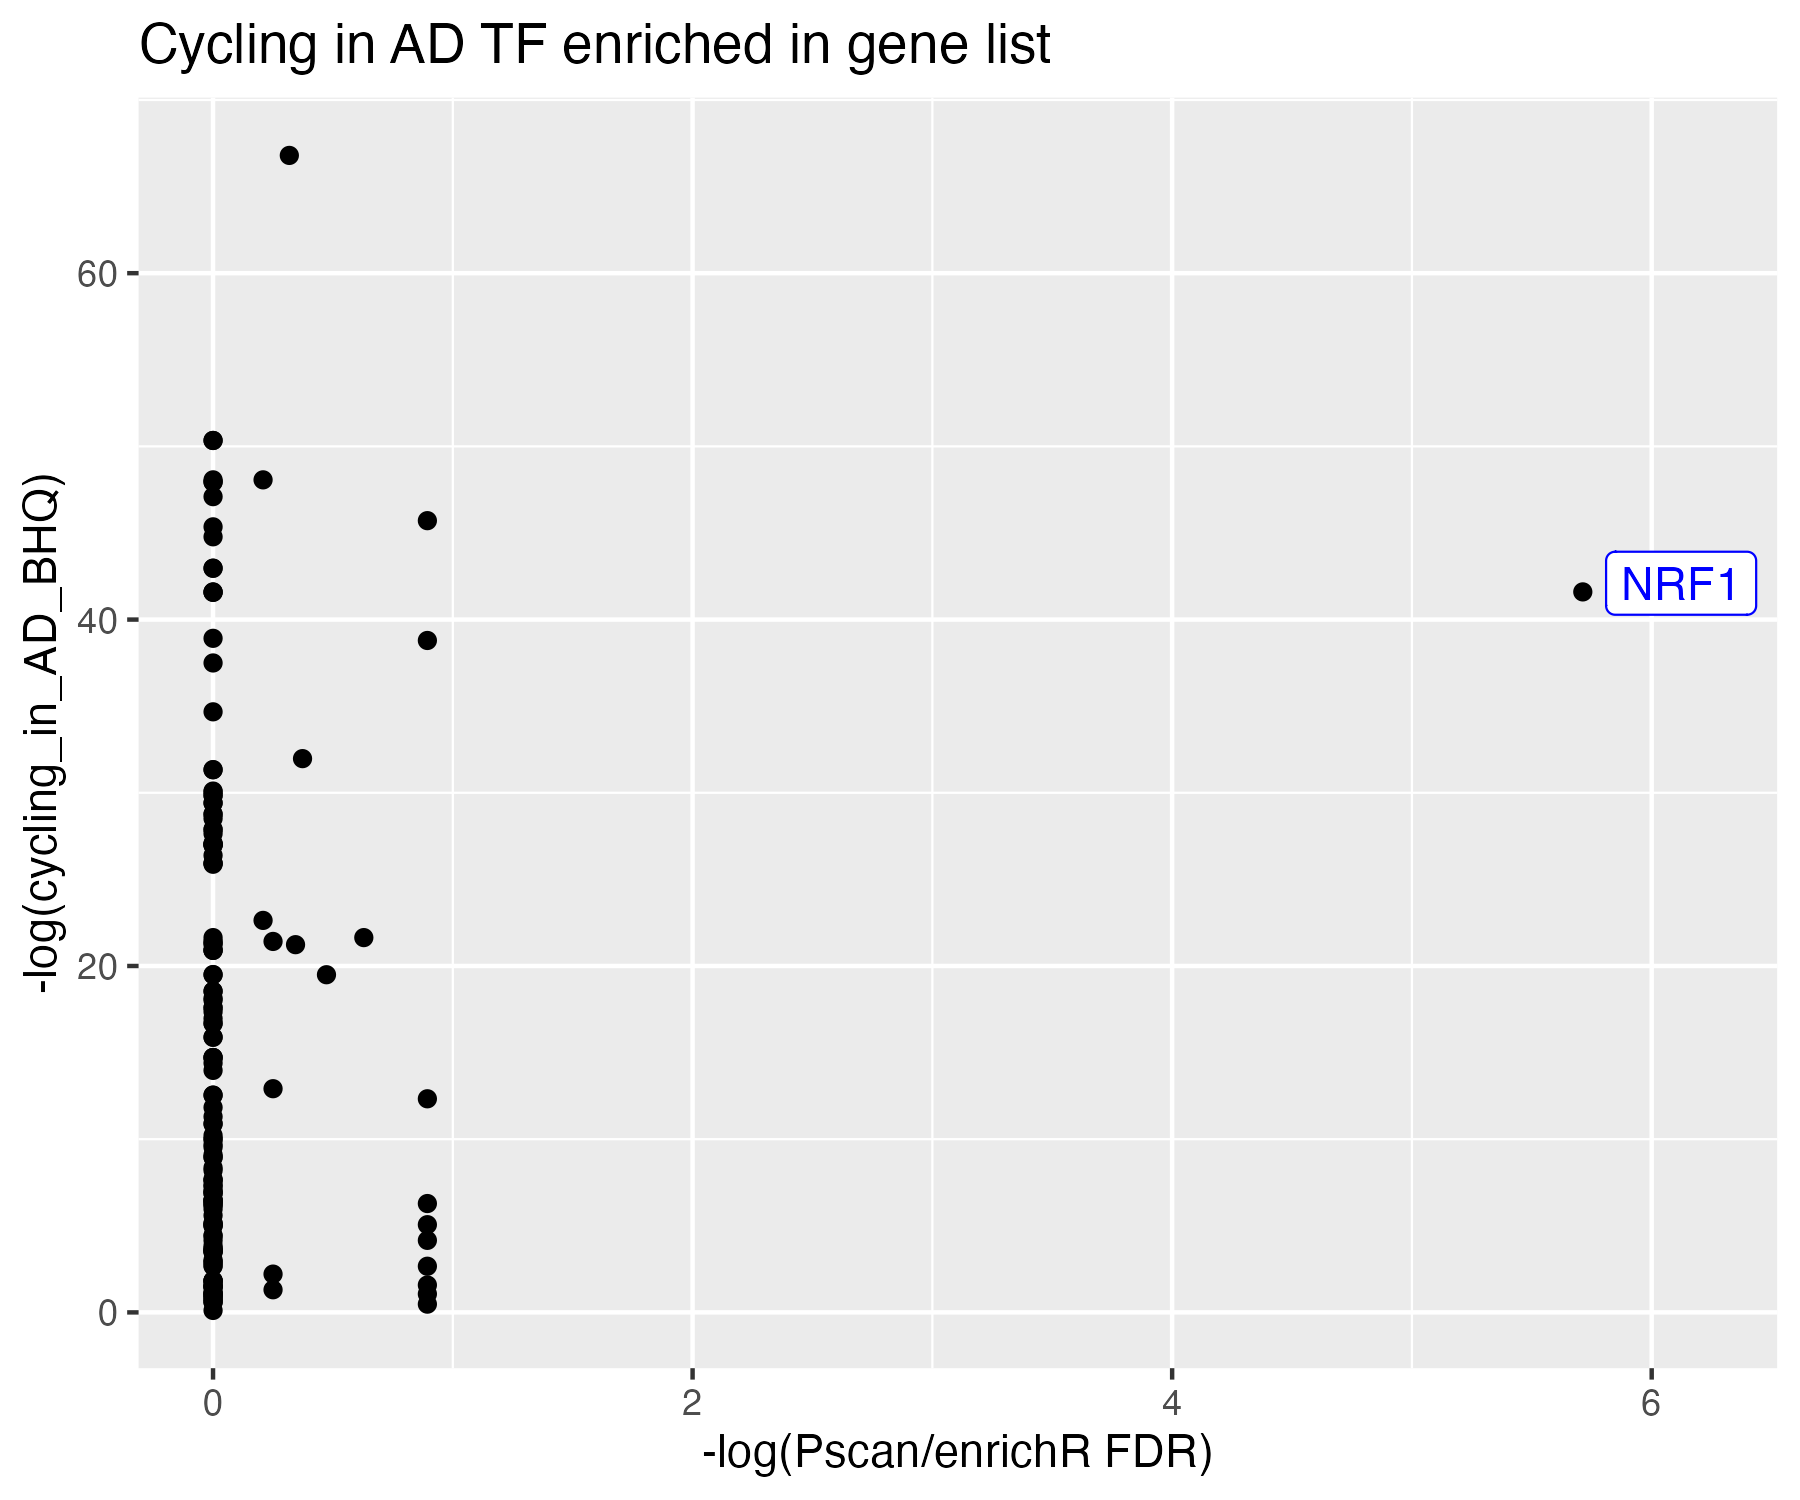 Cycling in AD TF enriched in gene list
-log(cycling_in_AD_BHQ)
60
40
20
0
NRF1
0 2 4 6
-log(Pscan/enrichR FDR)